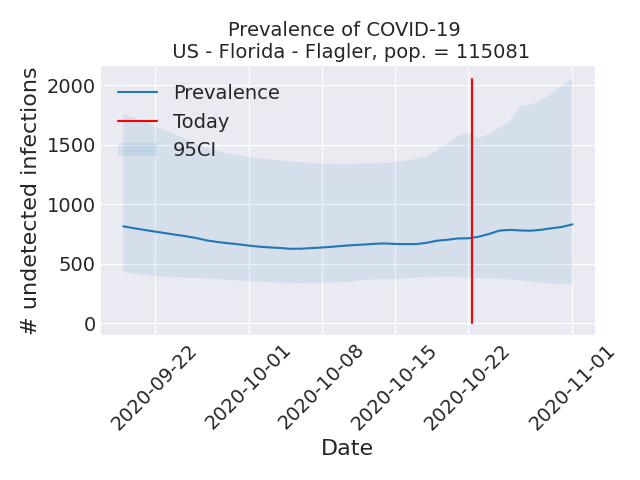 Prevalence of COVID-19
US - Florida - Flagler, pop. = 115081
# undetected infections
2000
1500
1000
500
0
Prevalence
Today
95CI
2020-09-22
2020-10-01
2020-10-08
2020-10-15
2020-10-22
2020-11-01
Date